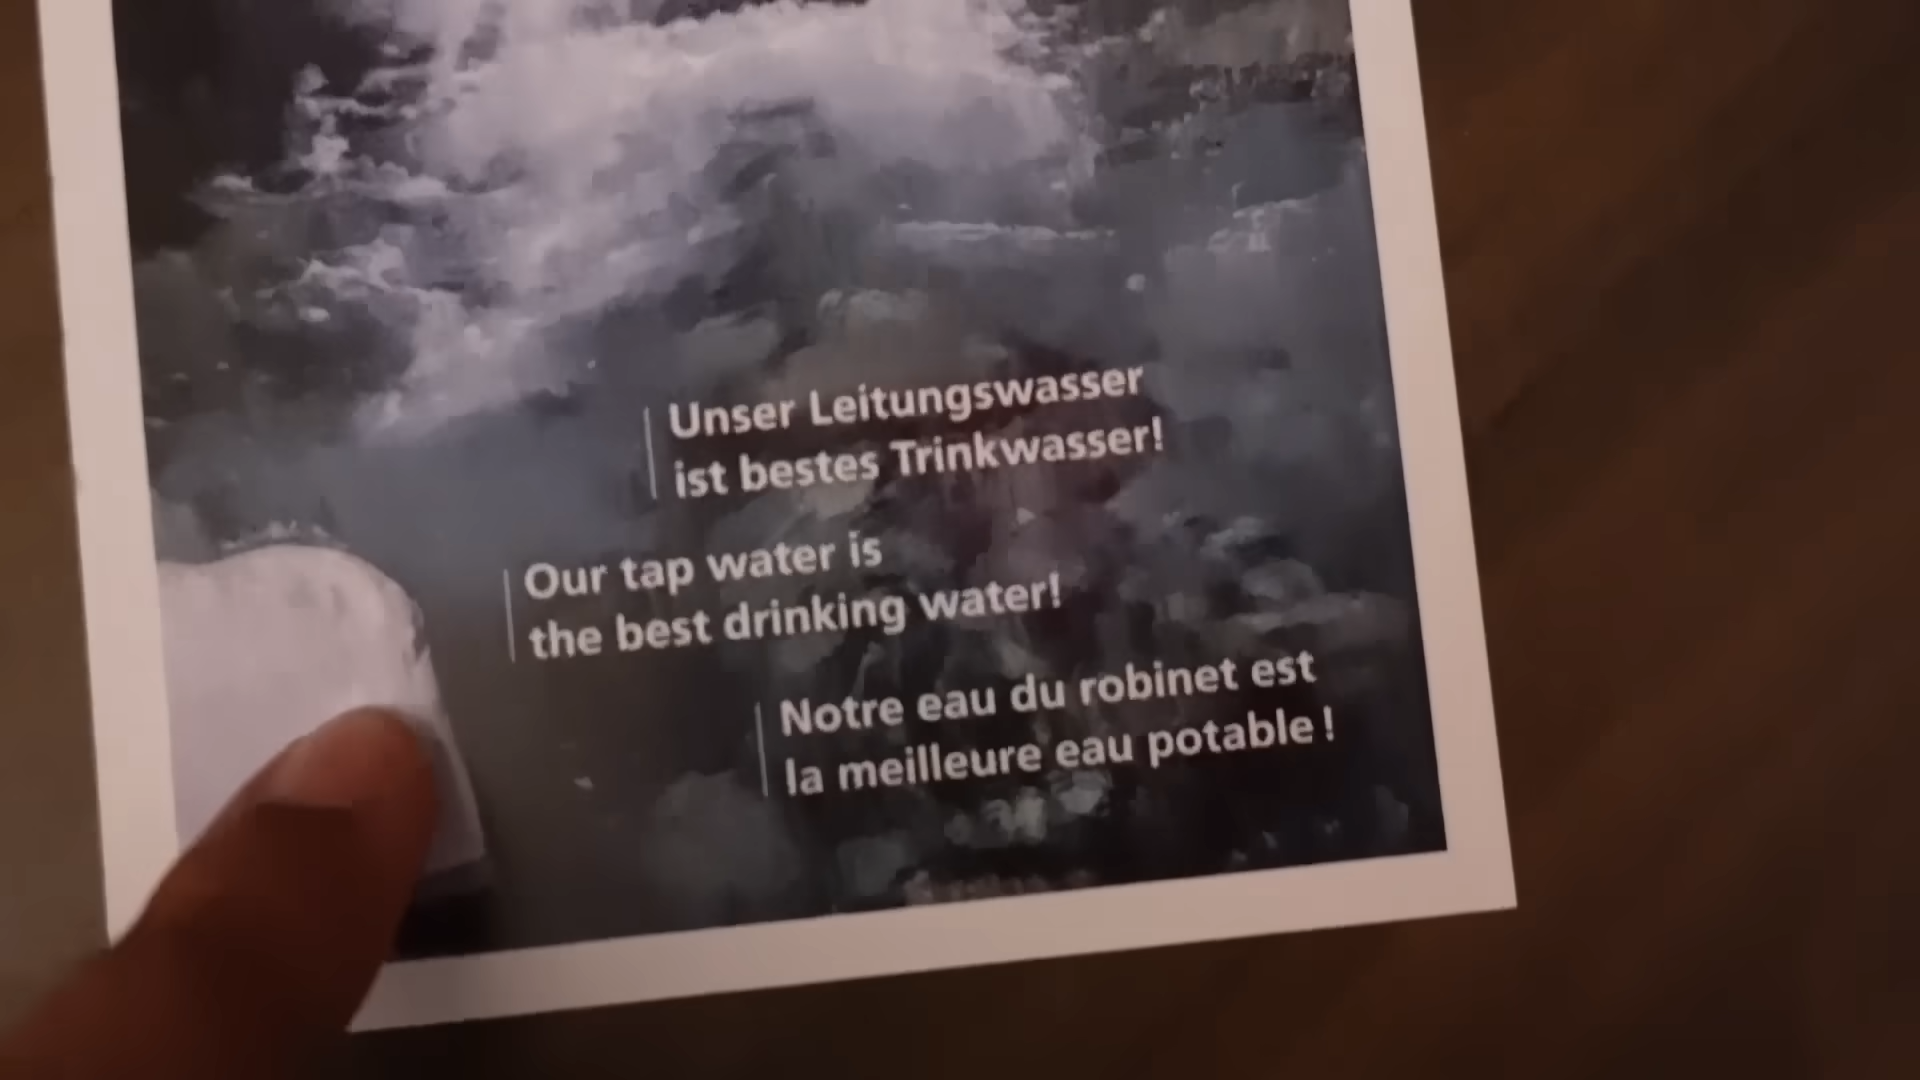 Unser Leitungswasser
ist bestes Trinkwasser!
Our tap water is
the best drinking water!
Notre eau du robinet est
la meilleure eau potable !